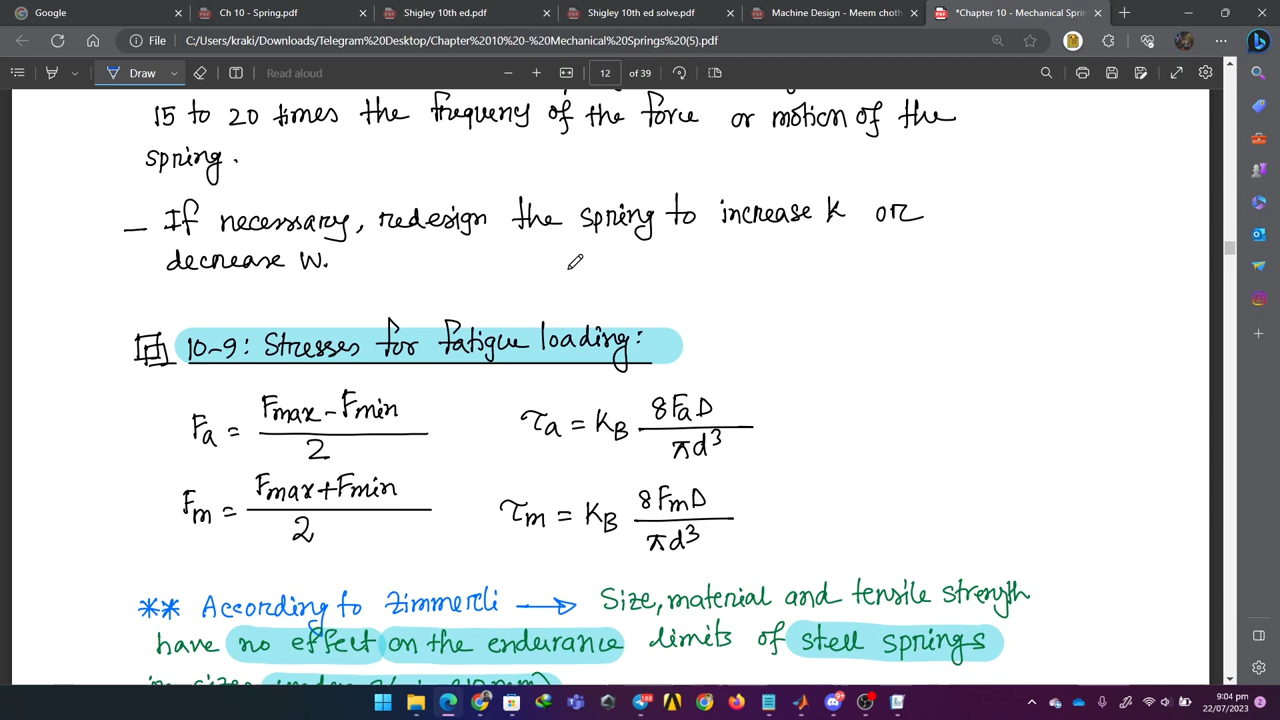 Google
Ch 10 - Spring.pdf
Shigley 10th ed.pdf
Shigley 10th ed solve.pdf
Machine Design - Meem choth
*Chapter 10 - Mechanical Sprin
File
C:/Users/kraki/Downloads/Telegram%20Desktop/Chapter%2010%20-%20Mechanical%20Springs%20(5).pdf
Draw
Read aloud
12 of 39
15 to 20 times the frequency of the force or motion of the
spring.
— If necessary, redesign the spring to increase k or
decrease W.
10-9: Stresses for fatigue loading:
Fa = Fmax - Fmin / 2
τa = KB 8FaD / πd³
Fm = Fmax + Fmin / 2
τm = KB 8FmD / πd³
** According to Zimmerli → Size, material and tensile strength
have no effect on the endurance limits of stell springs
9:04 pm
22/07/2023